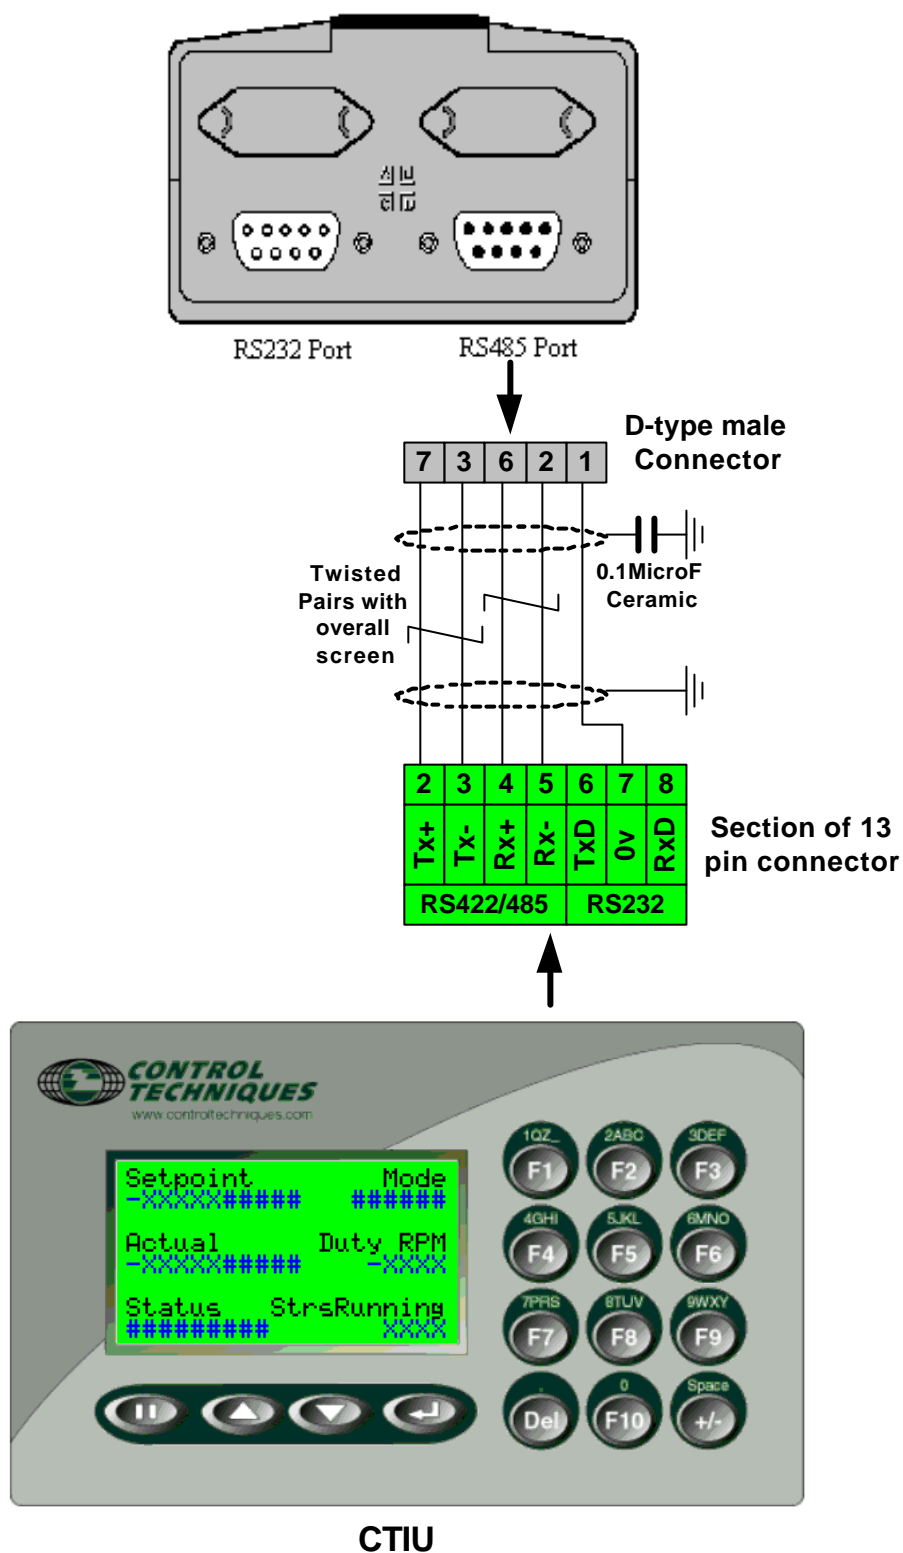 RS232 Port
RS485 Port
D-type male
Connector
7 3 6 2 1
0.1MicroF
Ceramic
Twisted
Pairs with
overall
screen
2 3 4 5 6 7 8
Tx+ Tx- Rx+ Rx- TxD 0v RxD
RS422/485 RS232
Section of 13
pin connector
CONTROL
TECHNIQUES
www.controltechniques.com
Setpoint Mode
-XXXXX##### ######
Actual Duty RPM
-XXXXX##### -XXXX
Status StrsRunning
######### XXXX
1QZ_ 2ABC 3DEF
F1 F2 F3
4GHI 5JKL 6MNO
F4 F5 F6
7PRS 8TUV 9WXY
F7 F8 F9
. 0 Space
Del F10 +/-
CTIU